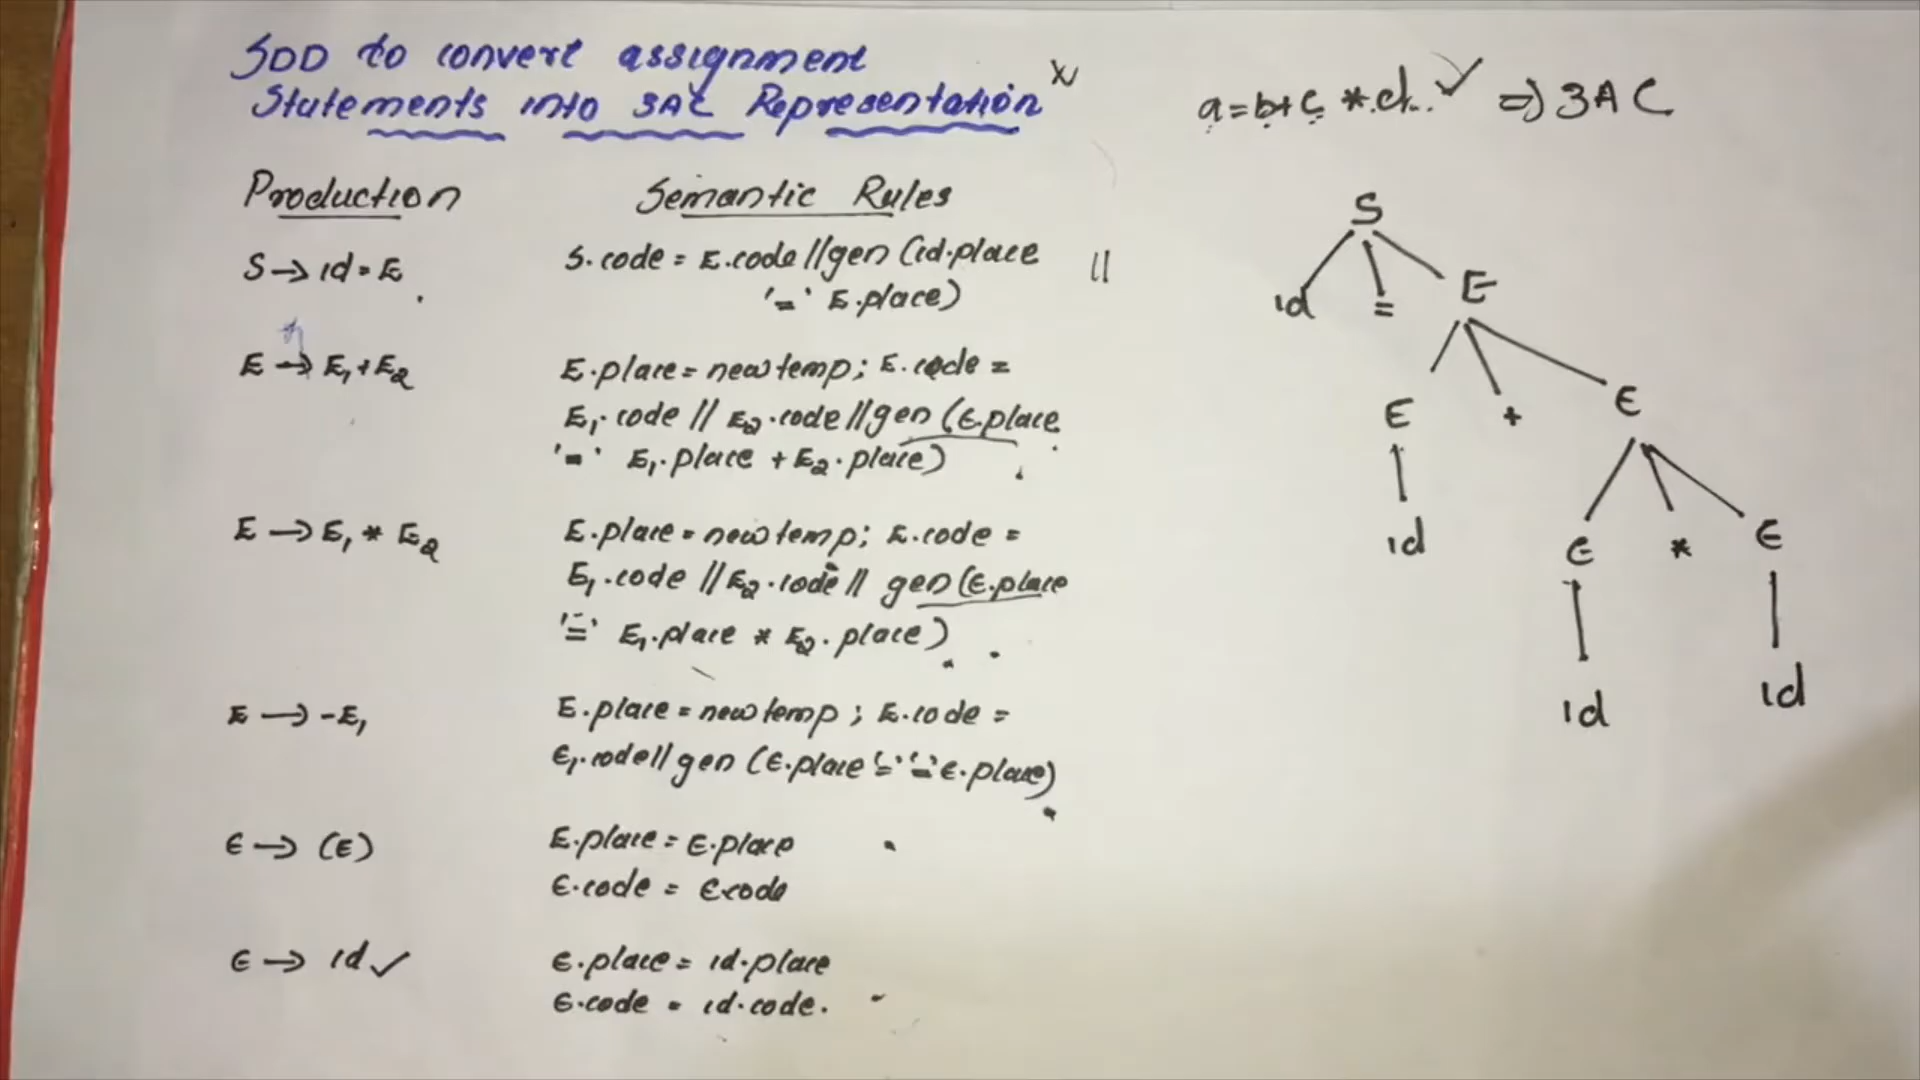 SDD to convert assignment
Statements into 3AC Representation
a = b + c * d ⇒ 3AC
Production Semantic Rules
S → id = E S.code = E.code // gen (id.place
'=' E.place)
||
E → E₁ + E₂ E.place = newtemp; E.code =
E₁.code // E₂.code // gen (E.place
'=' E₁.place + E₂.place)
E → E₁ * E₂ E.place = newtemp; E.code =
E₁.code // E₂.code // gen (E.place
'=' E₁.place * E₂.place)
E → -E₁ E.place = newtemp; E.code =
E₁.code // gen (E.place '=' '-' E.place)
E → (E) E.place = E.place
E.code = E.code
E → id ✓ E.place = id.place
E.code = id.code.
S
id = E
E + E
id E * E
id id